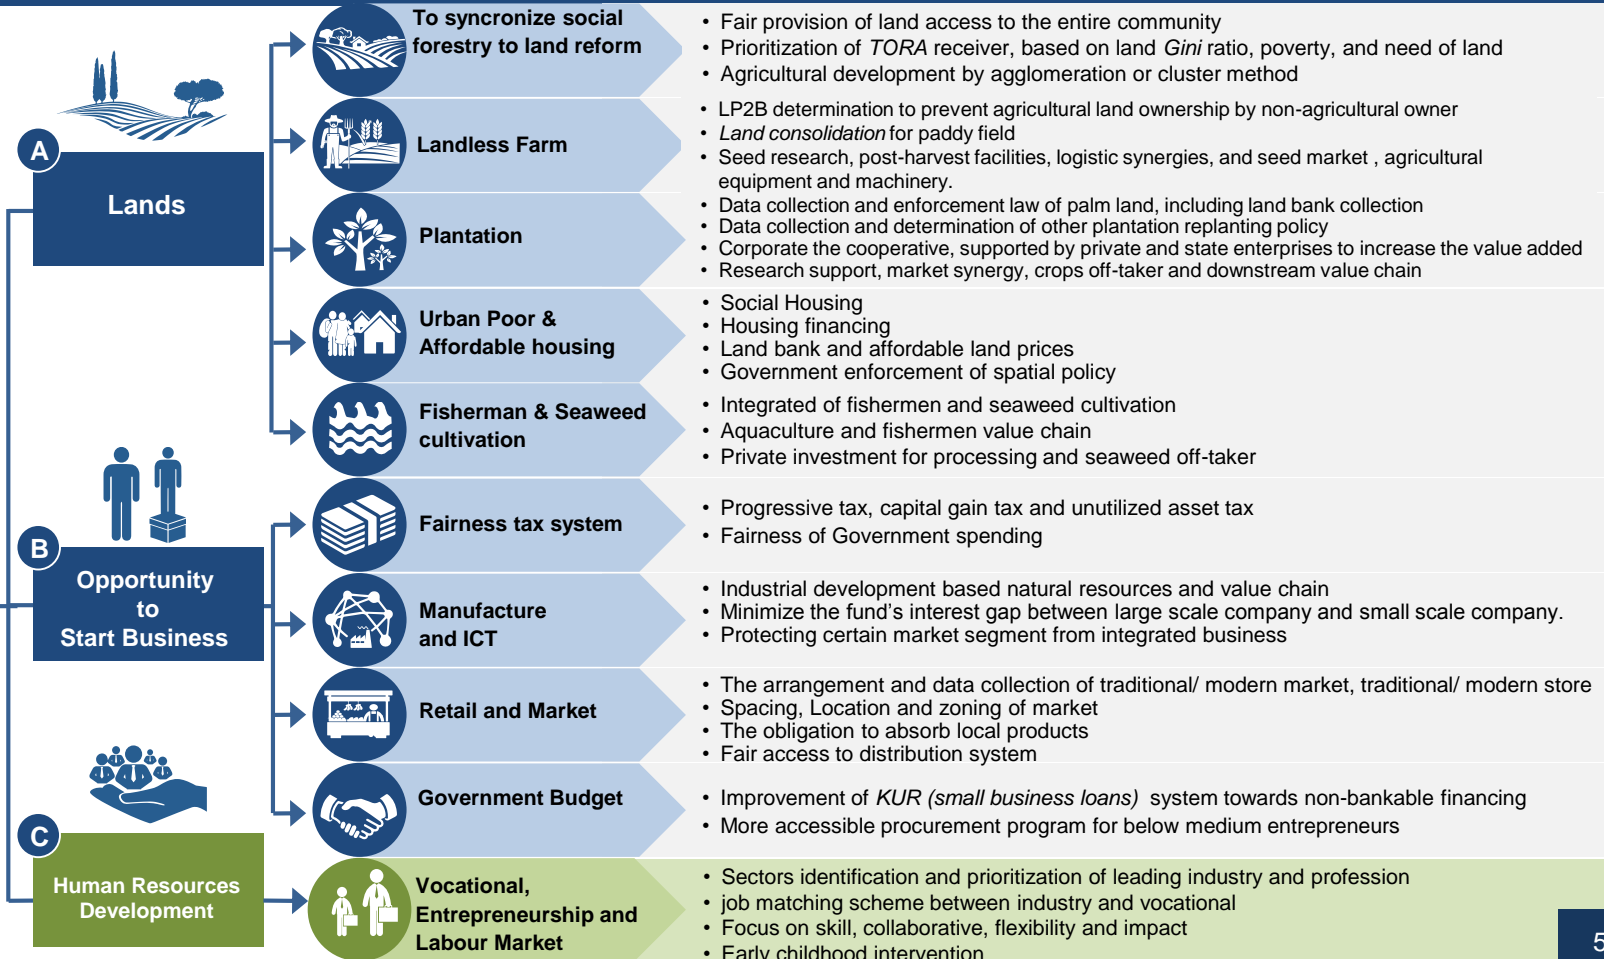 A
Lands
To syncronize social
forestry to land reform
• Fair provision of land access to the entire community
• Prioritization of TORA receiver, based on land Gini ratio, poverty, and need of land
• Agricultural development by agglomeration or cluster method
Landless Farm
• LP2B determination to prevent agricultural land ownership by non-agricultural owner
• Land consolidation for paddy field
• Seed research, post-harvest facilities, logistic synergies, and seed market , agricultural
equipment and machinery.
Plantation
• Data collection and enforcement law of palm land, including land bank collection
• Data collection and determination of other plantation replanting policy
• Corporate the cooperative, supported by private and state enterprises to increase the value added
• Research support, market synergy, crops off-taker and downstream value chain
Urban Poor &
Affordable housing
• Social Housing
• Housing financing
• Land bank and affordable land prices
• Government enforcement of spatial policy
Fisherman & Seaweed
cultivation
• Integrated of fishermen and seaweed cultivation
• Aquaculture and fishermen value chain
• Private investment for processing and seaweed off-taker
B
Opportunity
to
Start Business
Fairness tax system
• Progressive tax, capital gain tax and unutilized asset tax
• Fairness of Government spending
Manufacture
and ICT
• Industrial development based natural resources and value chain
• Minimize the fund's interest gap between large scale company and small scale company.
• Protecting certain market segment from integrated business
Retail and Market
• The arrangement and data collection of traditional/ modern market, traditional/ modern store
• Spacing, Location and zoning of market
• The obligation to absorb local products
• Fair access to distribution system
Government Budget
• Improvement of KUR (small business loans) system towards non-bankable financing
• More accessible procurement program for below medium entrepreneurs
C
Human Resources
Development
Vocational,
Entrepreneurship and
Labour Market
• Sectors identification and prioritization of leading industry and profession
• job matching scheme between industry and vocational
• Focus on skill, collaborative, flexibility and impact
• Early childhood intervention
5